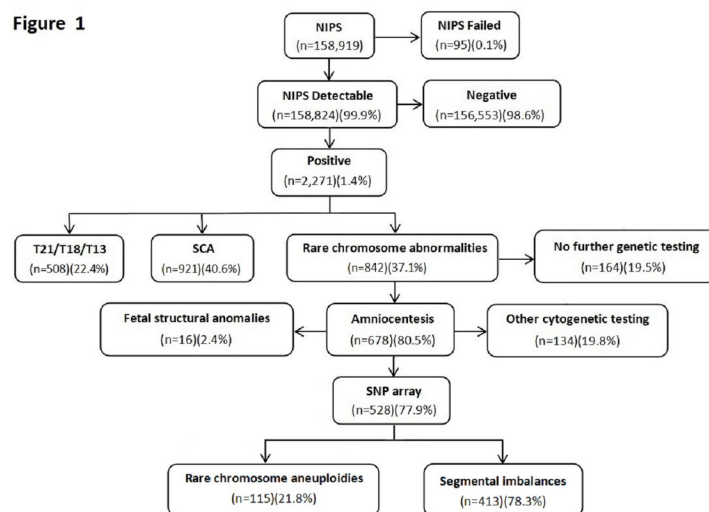 Figure 1
NIPS
(n=158,919)
NIPS Failed
(n=95)(0.1%)
NIPS Detectable
(n=158,824)(99.9%)
Negative
(n=156,553)(98.6%)
Positive
(n=2,271)(1.4%)
T21/T18/T13
(n=508)(22.4%)
SCA
(n=921)(40.6%)
Rare chromosome abnormalities
(n=842)(37.1%)
No further genetic testing
(n=164)(19.5%)
Fetal structural anomalies
(n=16)(2.4%)
Amniocentesis
(n=678)(80.5%)
Other cytogenetic testing
(n=134)(19.8%)
SNP array
(n=528)(77.9%)
Rare chromosome aneuploidies
(n=115)(21.8%)
Segmental imbalances
(n=413)(78.3%)